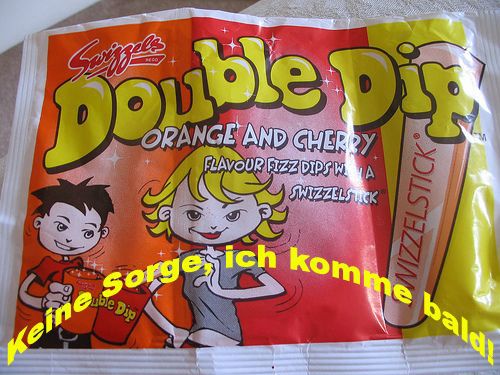 Swizzels
Double Dip
TM
ORANGE AND CHERRY
FLAVOUR FIZZ DIPS WITH A
SWIZZELSTICK
SWIZZELSTICK®
Double Dip
Keine Sorge, ich komme bald!